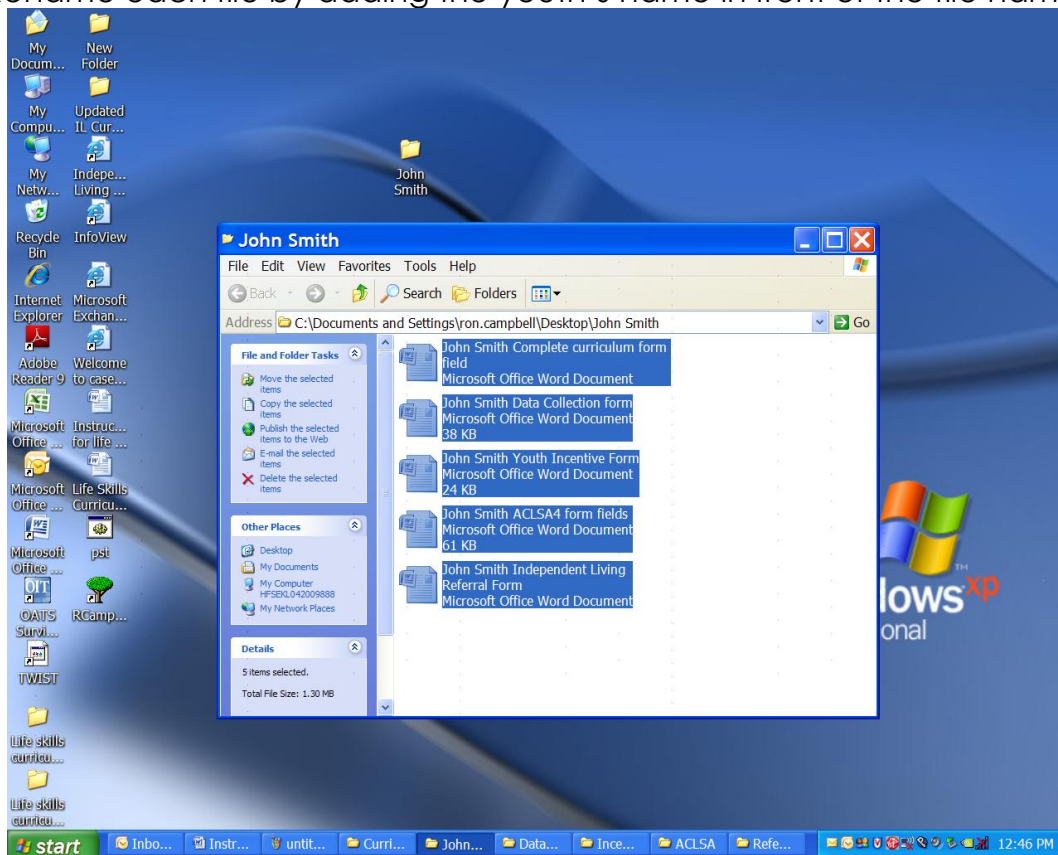 ename each file by adding the youth's name in front of the file nam
My
Docum...
New
Folder
My
Compu...
Updated
IL Cur...
My
Netw...
Indepe...
Living ...
Recycle
Bin
InfoView
Internet
Explorer
Microsoft
Exchan...
Adobe
Reader 9
Welcome
to case...
Microsoft
Office ...
Instruc...
for life ...
Microsoft
Office ...
Life Skills
Curricu...
Microsoft
Office ...
pst
OATS
Survi...
RCamp...
TWIST
Life skills
curricu...
Life skills
curricu...
John
Smith
John Smith
File Edit View Favorites Tools Help
Back Search Folders
Address C:\Documents and Settings\ron.campbell\Desktop\John Smith Go
File and Folder Tasks
Move the selected
items
Copy the selected
items
Publish the selected
items to the Web
E-mail the selected
items
Delete the selected
items
Other Places
Desktop
My Documents
My Computer
HFSEKL042009888
My Network Places
Details
5 items selected.
Total File Size: 1.30 MB
John Smith Complete curriculum form
field
Microsoft Office Word Document
John Smith Data Collection form
Microsoft Office Word Document
38 KB
John Smith Youth Incentive Form
Microsoft Office Word Document
24 KB
John Smith ACLSA4 form fields
Microsoft Office Word Document
61 KB
John Smith Independent Living
Referral Form
Microsoft Office Word Document
TM
lows xp
onal
start Inbo... Instr... untit... Curri... John... Data... Ince... ACLSA Refe... 12:46 PM